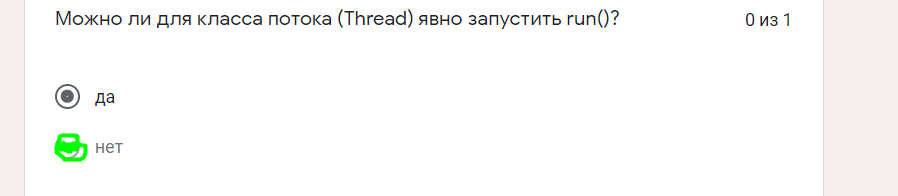 Можно ли для класса потока (Thread) явно запустить run()?
0 из 1
да
нет